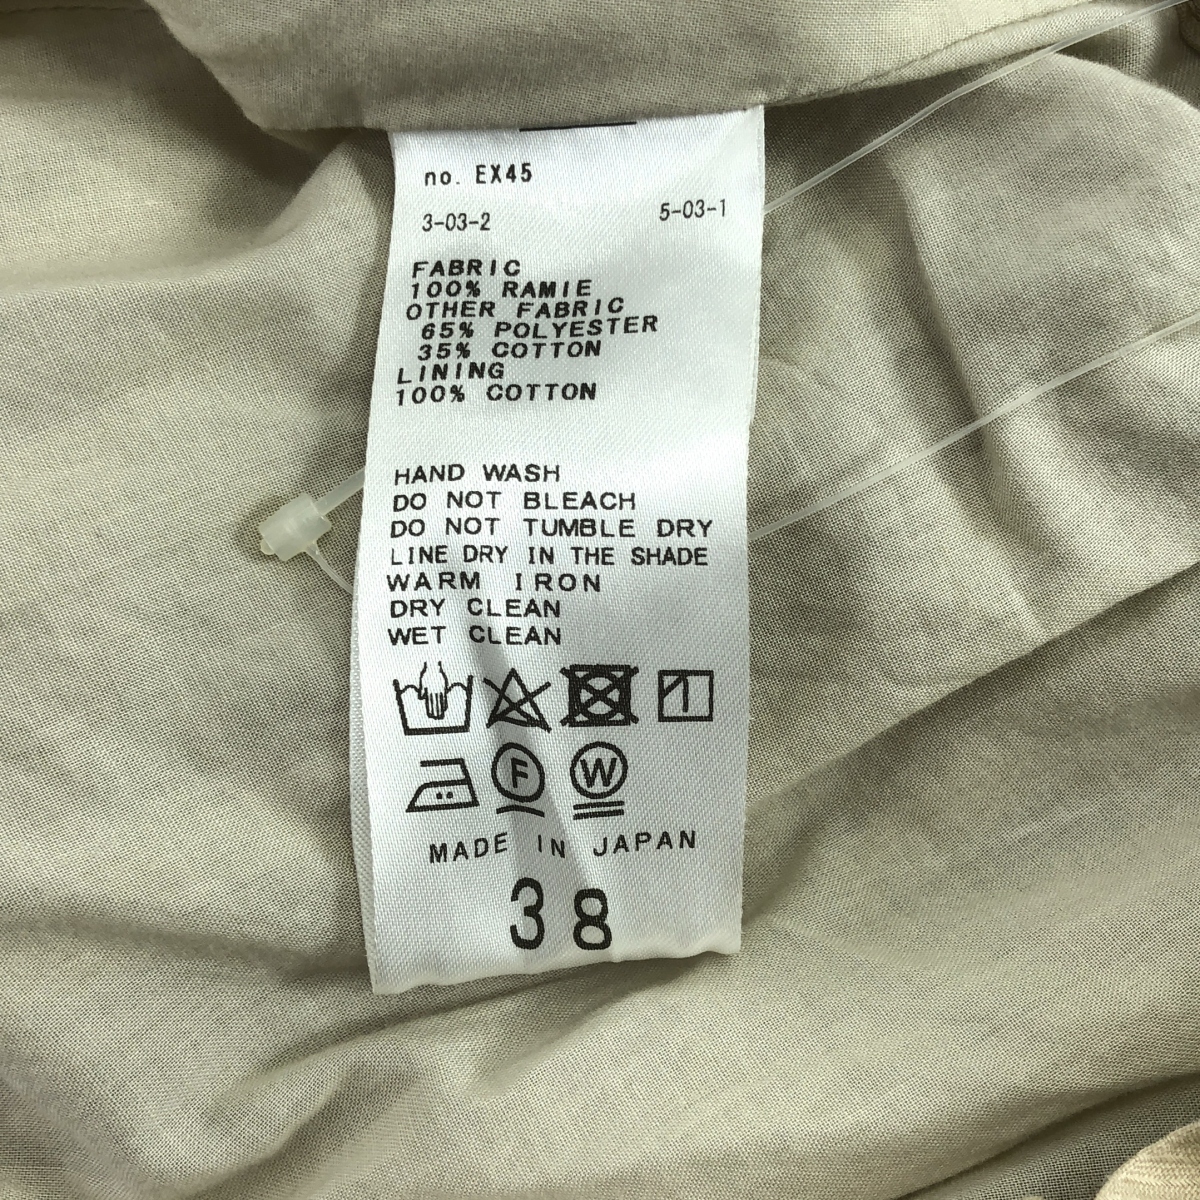 no. EX45
3-03-2 5-03-1
FABRIC
100% RAMIE
OTHER FABRIC
65% POLYESTER
35% COTTON
LINING
100% COTTON
HAND WASH
DO NOT BLEACH
DO NOT TUMBLE DRY
LINE DRY IN THE SHADE
WARM IRON
DRY CLEAN
WET CLEAN
F W
MADE IN JAPAN
38